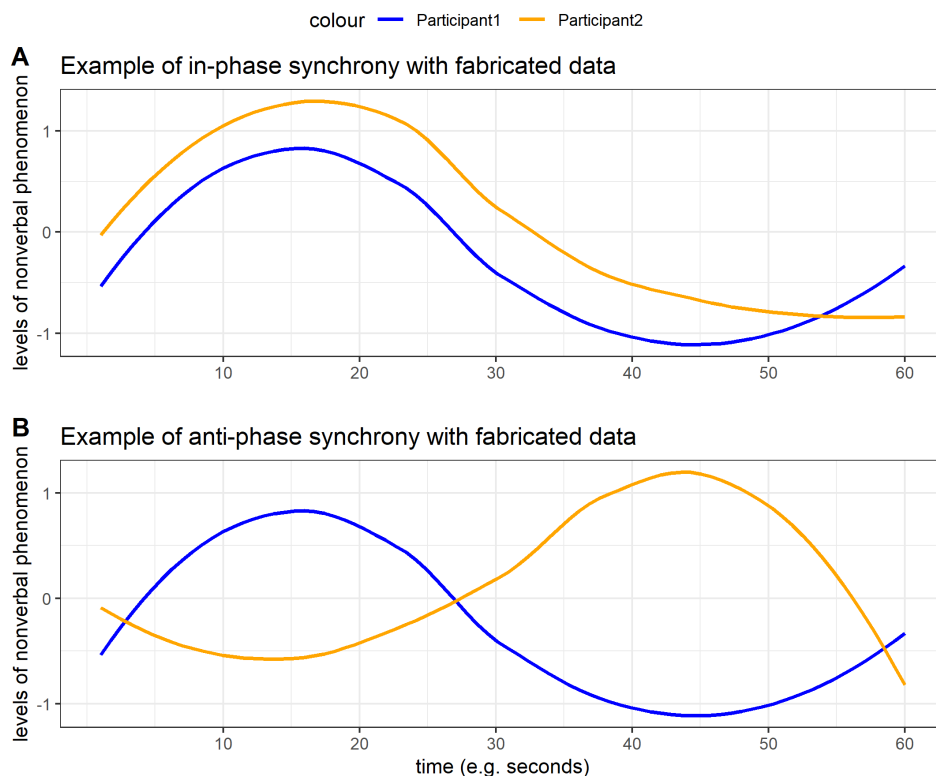 colour Participant1 Participant2
A
Example of in-phase synchrony with fabricated data
levels of nonverbal phenomenon
1
0
-1
10 20 30 40 50 60
B
Example of anti-phase synchrony with fabricated data
levels of nonverbal phenomenon
1
0
-1
10 20 30 40 50 60
time (e.g. seconds)